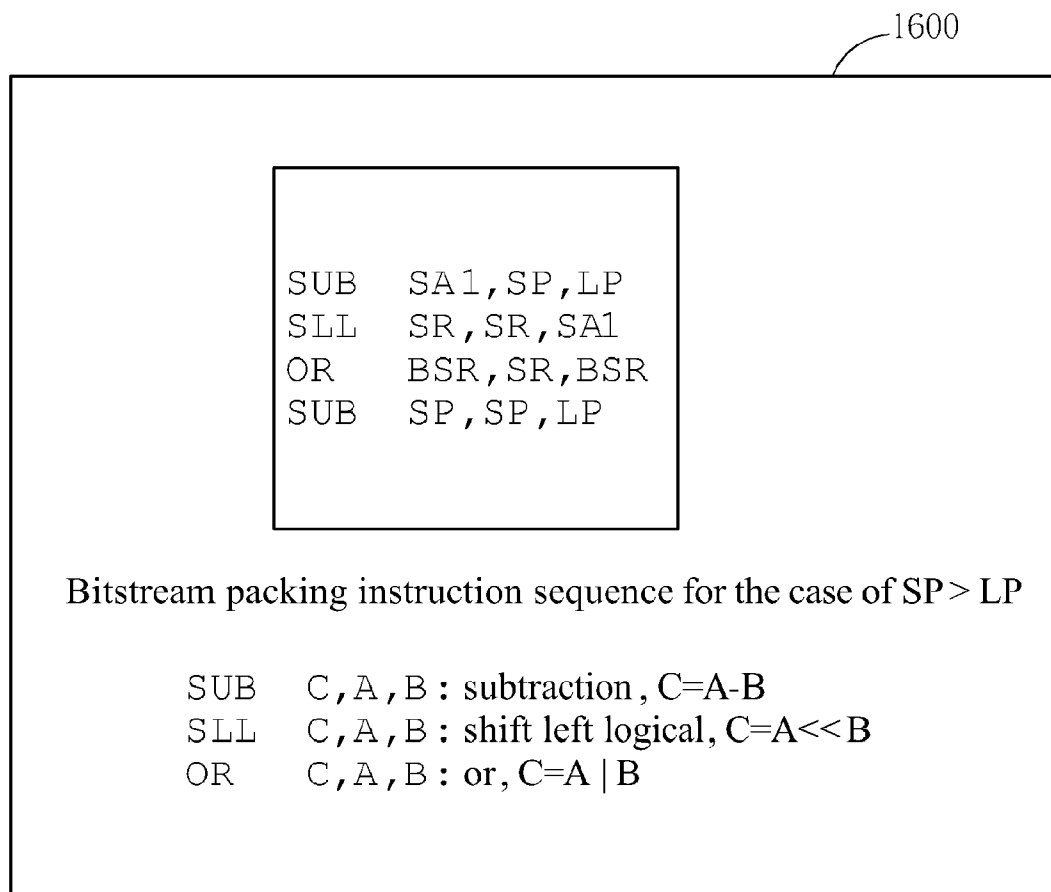 1600
SUB SA1,SP,LP
SLL SR,SR,SA1
OR BSR,SR,BSR
SUB SP,SP,LP
Bitstream packing instruction sequence for the case of SP > LP
SUB C,A,B : subtraction, C=A-B
SLL C,A,B : shift left logical, C=A<<B
OR C,A,B : or, C=A | B